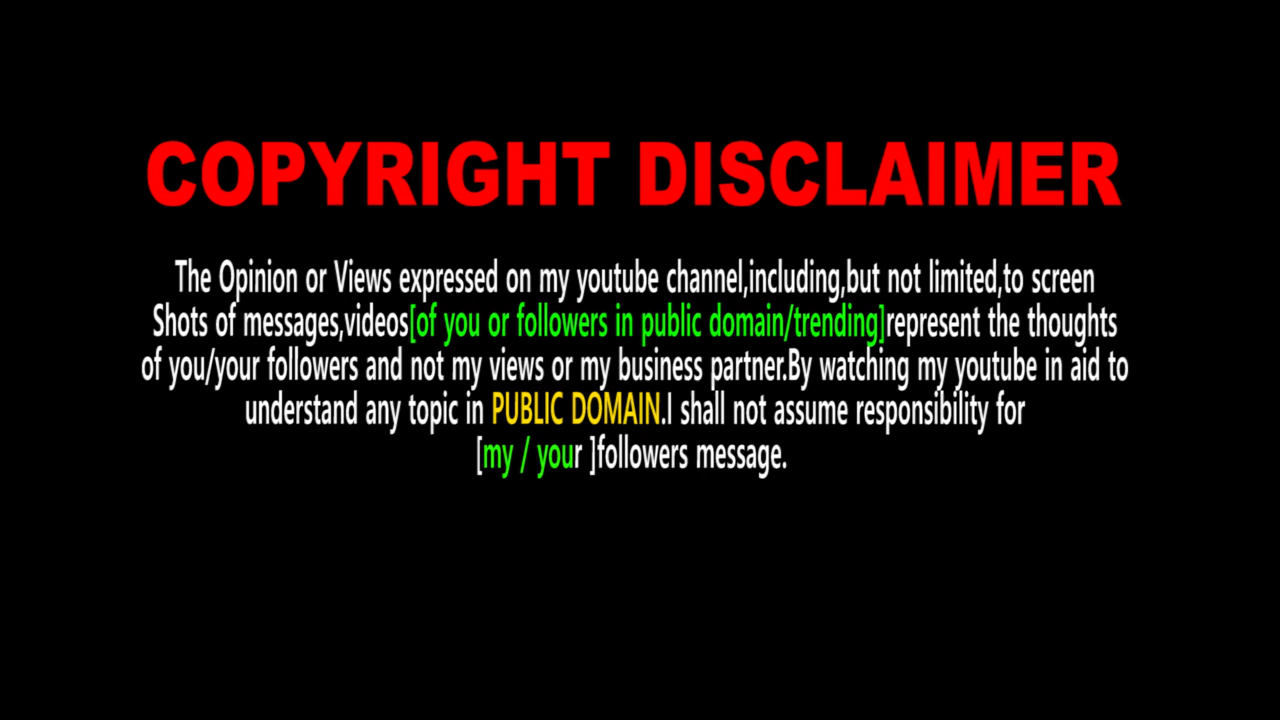 COPYRIGHT DISCLAIMER
The Opinion or Views expressed on my youtube channel,including,but not limited,to screen
Shots of messages,videos[of you or followers in public domain/trending]represent the thoughts
of you/your followers and not my views or my business partner.By watching my youtube in aid to
understand any topic in PUBLIC DOMAIN.I shall not assume responsibility for
[my / your ]followers message.